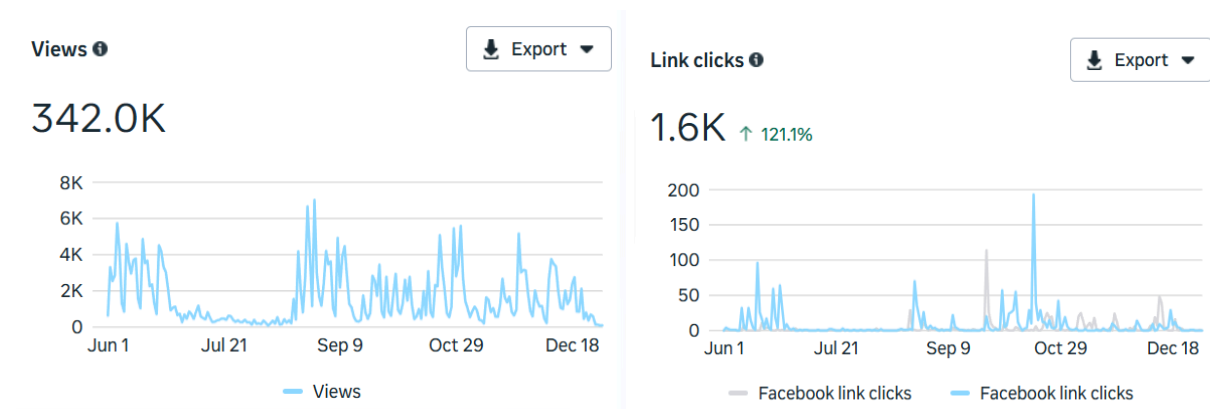 Views
Export
342.0K
8K
6K
4K
2K
0
Jun 1 Jul 21 Sep 9 Oct 29 Dec 18
Views
Link clicks
Export
1.6K ↑ 121.1%
200
150
100
50
0
Jun 1 Jul 21 Sep 9 Oct 29 Dec 18
Facebook link clicks Facebook link clicks